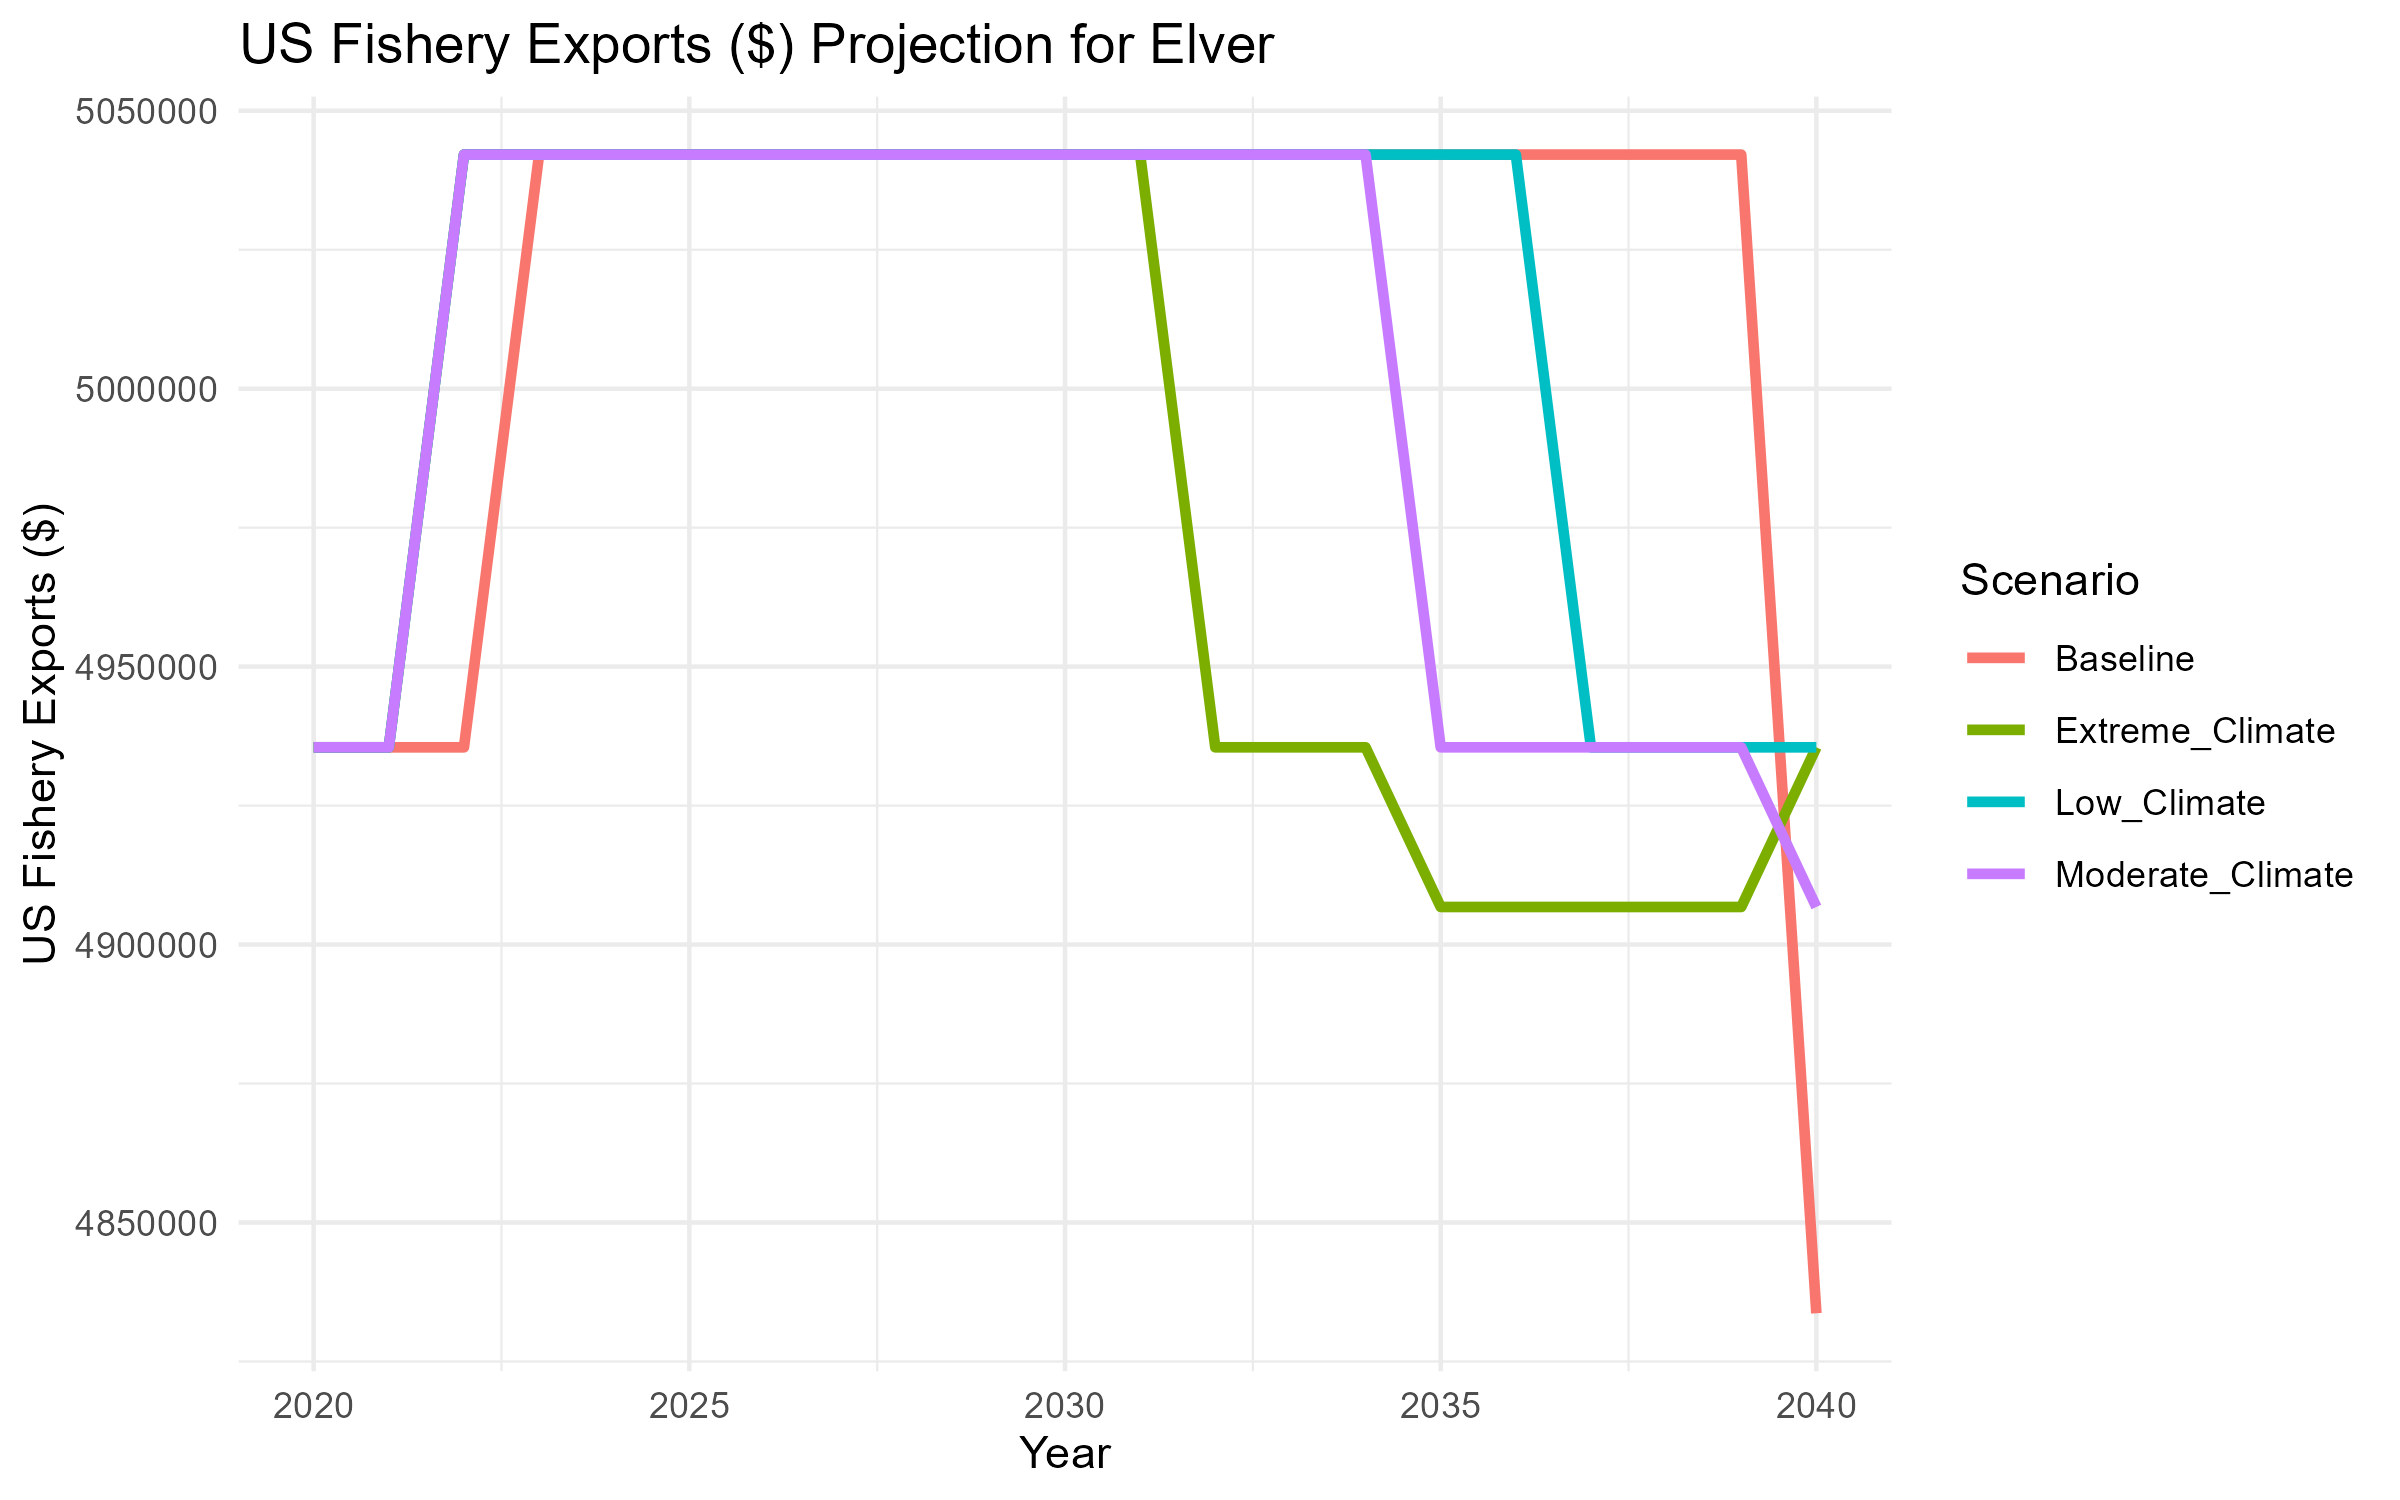 US Fishery Exports ($) Projection for Elver
US Fishery Exports ($)
5050000
5000000
4950000
4900000
4850000
2020
2025
2030
2035
2040
Year
Scenario
Baseline
Extreme_Climate
Low_Climate
Moderate_Climate